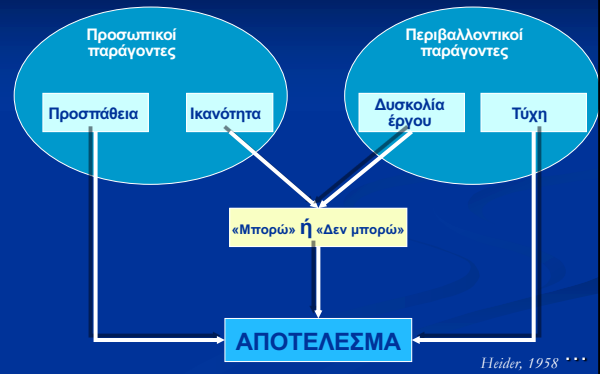 Προσωπικοί
παράγοντες
Περιβαλλοντικοί
παράγοντες
Προσπάθεια
Ικανότητα
Δυσκολία
έργου
Τύχη
«Μπορώ» ή «Δεν μπορώ»
ΑΠΟΤΕΛΕΣΜΑ
Heider, 1958 ...